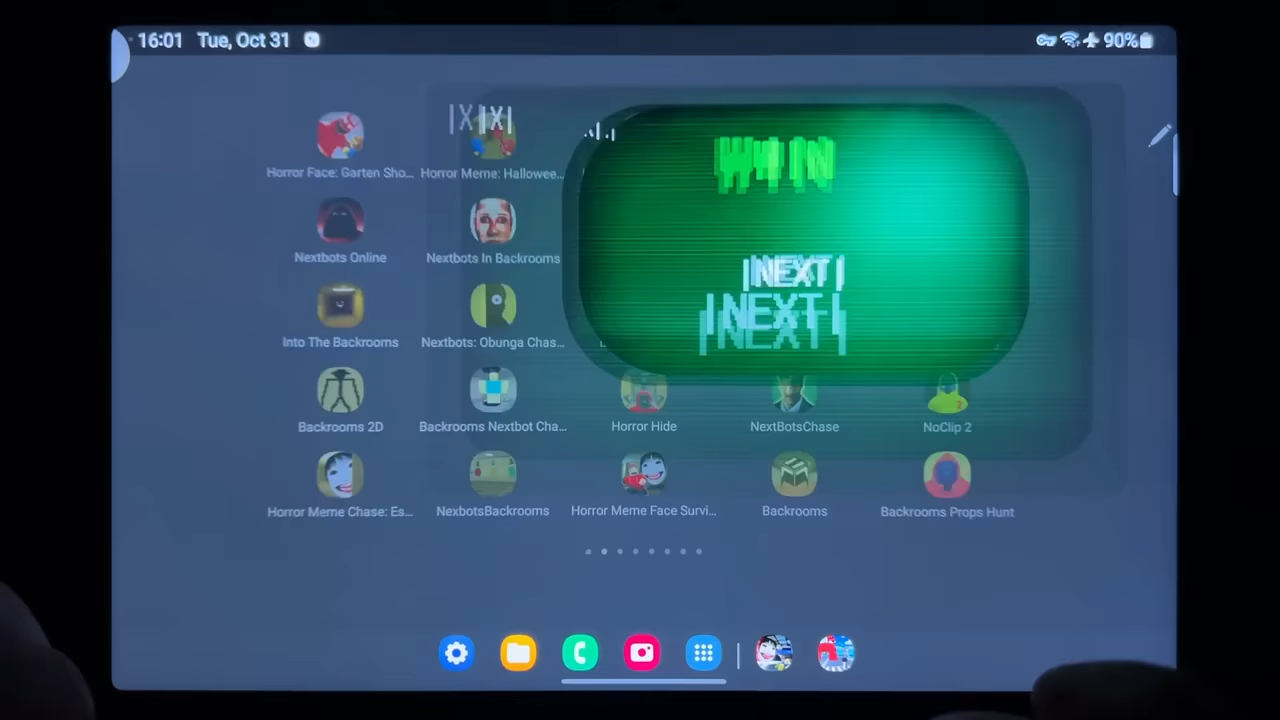 16:01 Tue, Oct 31
90%
|X|X|
WIN
|NEXT|
|NEXT|
|NEXT|
Horror Face: Garten Sho...
Horror Meme: Hallowee...
Nextbots Online
Nextbots In Backrooms
Into The Backrooms
Nextbots: Obunga Chas...
Backrooms 2D
Backrooms Nextbot Cha...
Horror Hide
NextBotsChase
NoClip 2
Horror Meme Chase: Es...
NexbotsBackrooms
Horror Meme Face Survi...
Backrooms
Backrooms Props Hunt